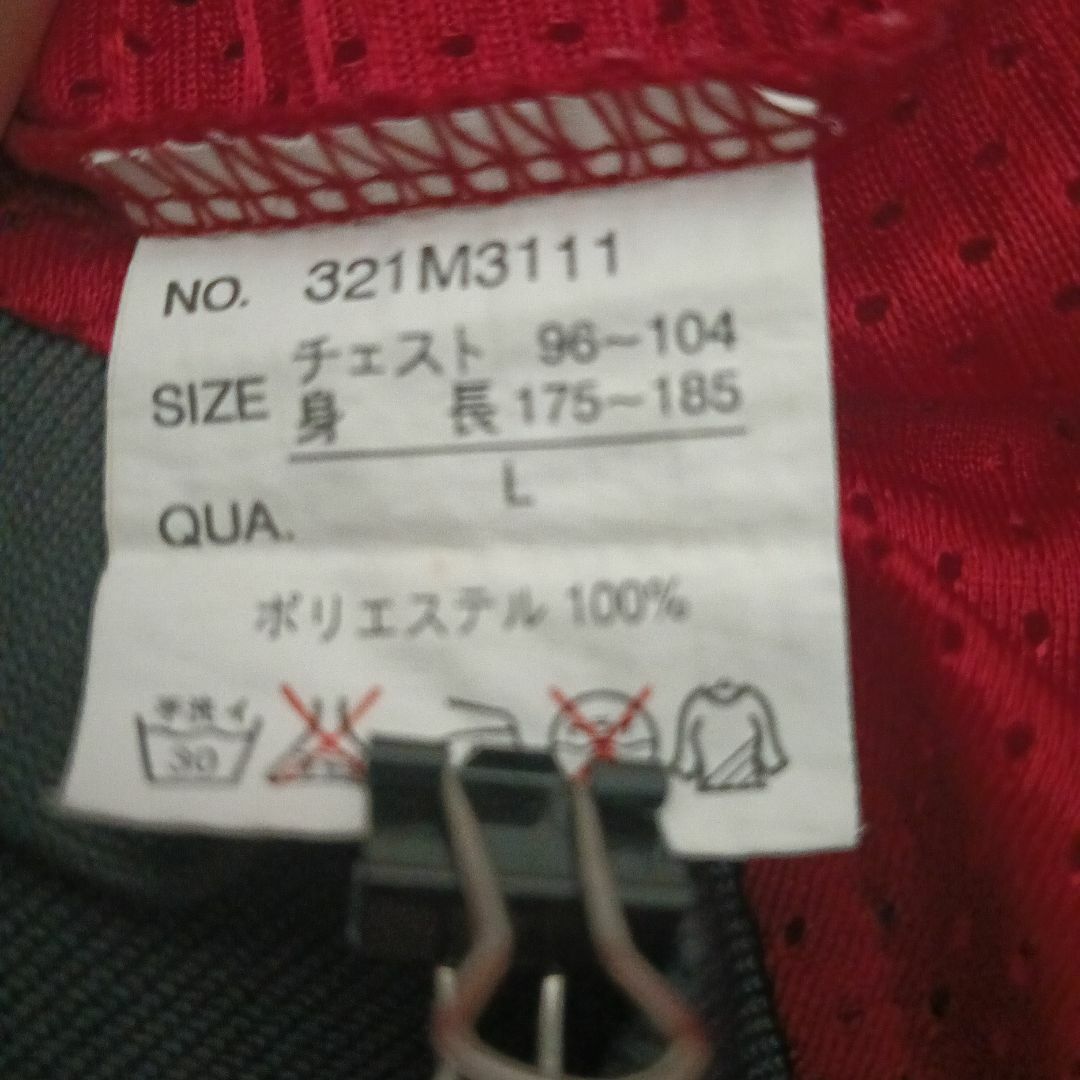 NO. 321M3111
SIZE チェスト 96~104
身 長 175~185
L
QUA.
ポリエステル 100%
手洗イ
30